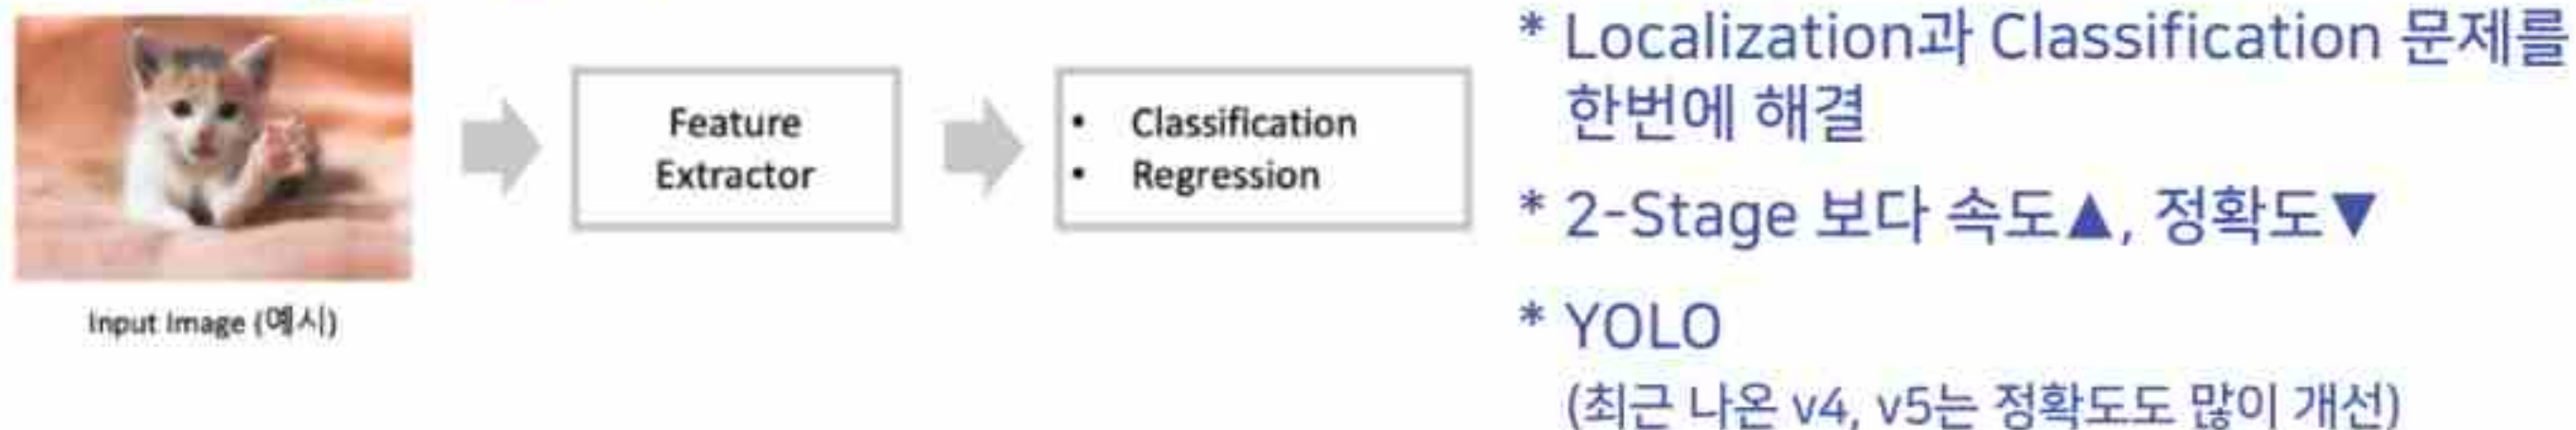 Input Image (예시)
Feature
Extractor
• Classification
• Regression
* Localization과 Classification 문제를
한번에 해결
* 2-Stage 보다 속도▲, 정확도▼
* YOLO
(최근 나온 v4, v5는 정확도도 많이 개선)